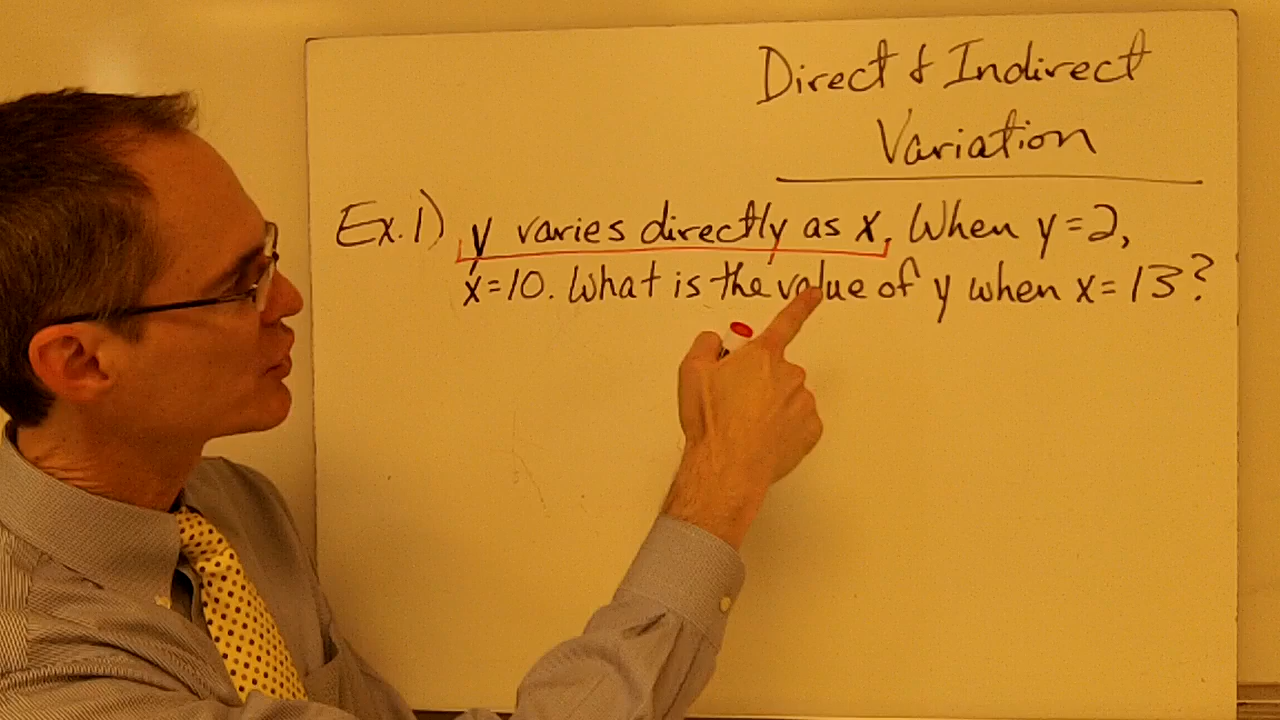 Direct & Indirect
Variation
Ex.1) y varies directly as x. When y=2,
x=10. What is the value of y when x=13?